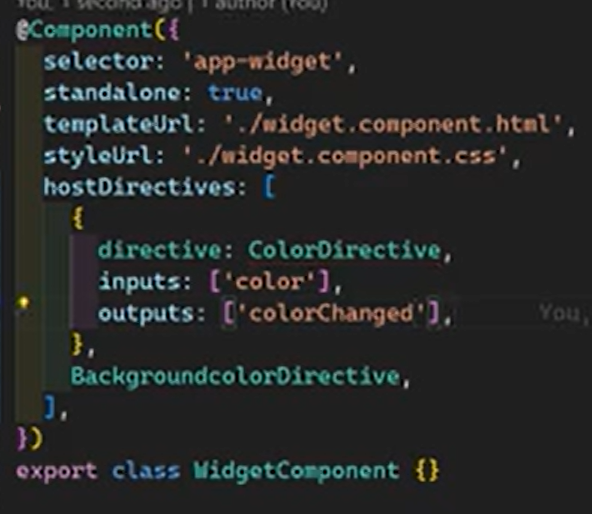 You, 1 second ago | 1 author (You)
@Component({
selector: 'app-widget',
standalone: true,
templateUrl: './widget.component.html',
styleUrl: './widget.component.css',
hostDirectives: [
{
directive: ColorDirective,
inputs: ['color'],
outputs: ['colorChanged'], You,
},
BackgroundcolorDirective,
],
})
export class WidgetComponent {}